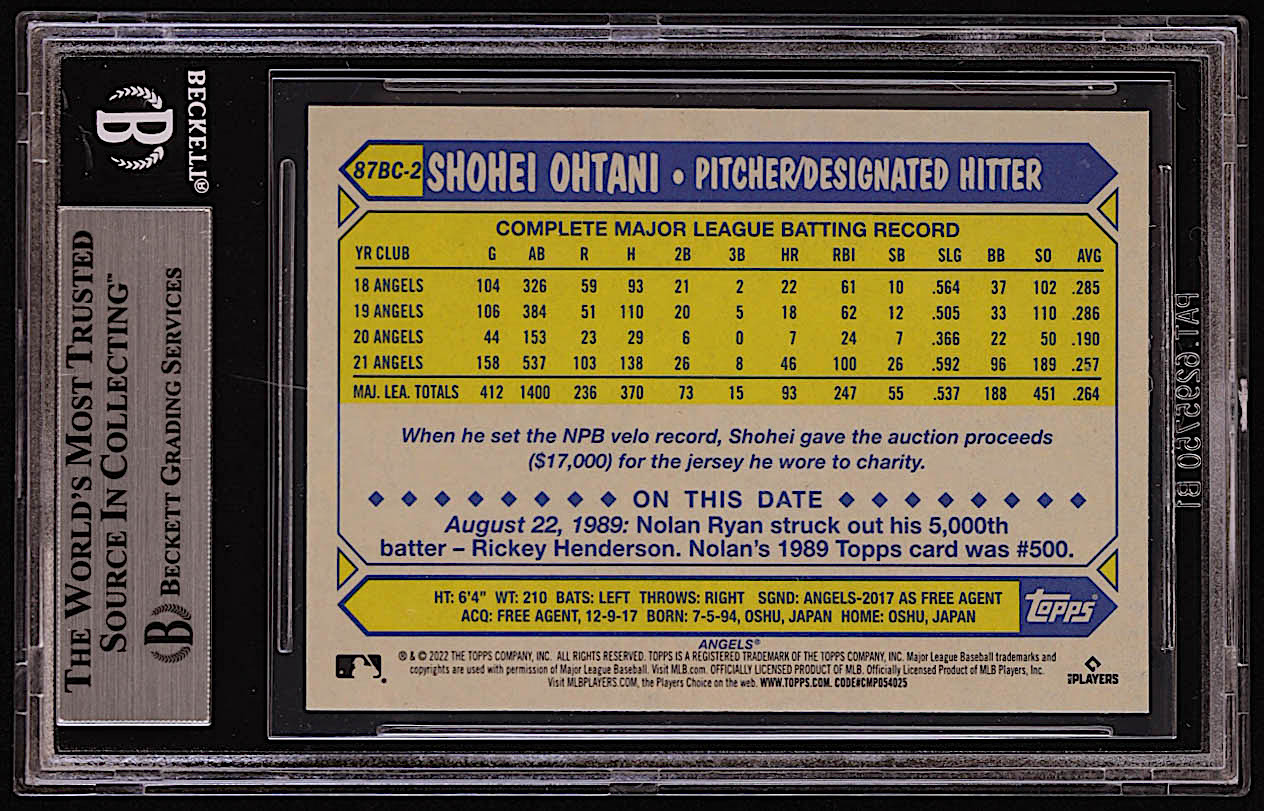 BECKETT®
THE WORLD'S MOST TRUSTED
SOURCE IN COLLECTING™
B BECKETT GRADING SERVICES
87BC-2 SHOHEI OHTANI • PITCHER/DESIGNATED HITTER
COMPLETE MAJOR LEAGUE BATTING RECORD
YR CLUB G AB R H 2B 3B HR RBI SB SLG BB SO AVG
18 ANGELS 104 326 59 93 21 2 22 61 10 .564 37 102 .285
19 ANGELS 106 384 51 110 20 5 18 62 12 .505 33 110 .286
20 ANGELS 44 153 23 29 6 0 7 24 7 .366 22 50 .190
21 ANGELS 158 537 103 138 26 8 46 100 26 .592 96 189 .257
MAJ. LEA. TOTALS 412 1400 236 370 73 15 93 247 55 .537 188 451 .264
When he set the NPB velo record, Shohei gave the auction proceeds
($17,000) for the jersey he wore to charity.
ON THIS DATE
August 22, 1989: Nolan Ryan struck out his 5,000th
batter – Rickey Henderson. Nolan's 1989 Topps card was #500.
HT: 6'4" WT: 210 BATS: LEFT THROWS: RIGHT SGND: ANGELS-2017 AS FREE AGENT
ACQ: FREE AGENT, 12-9-17 BORN: 7-5-94, OSHU, JAPAN HOME: OSHU, JAPAN
topps®
ANGELS®
® & © 2022 THE TOPPS COMPANY, INC. ALL RIGHTS RESERVED. TOPPS IS A REGISTERED TRADEMARK OF THE TOPPS COMPANY, INC. Major League Baseball trademarks and
copyrights are used with permission of Major League Baseball. Visit MLB.com. OFFICIALLY LICENSED PRODUCT OF MLB. Officially Licensed Product of MLB Players, Inc.
Visit MLBPLAYERS.COM, the Players Choice on the web. WWW.TOPPS.COM. CODE#CMP054025
PLAYERS
PAT. 6295750 B1